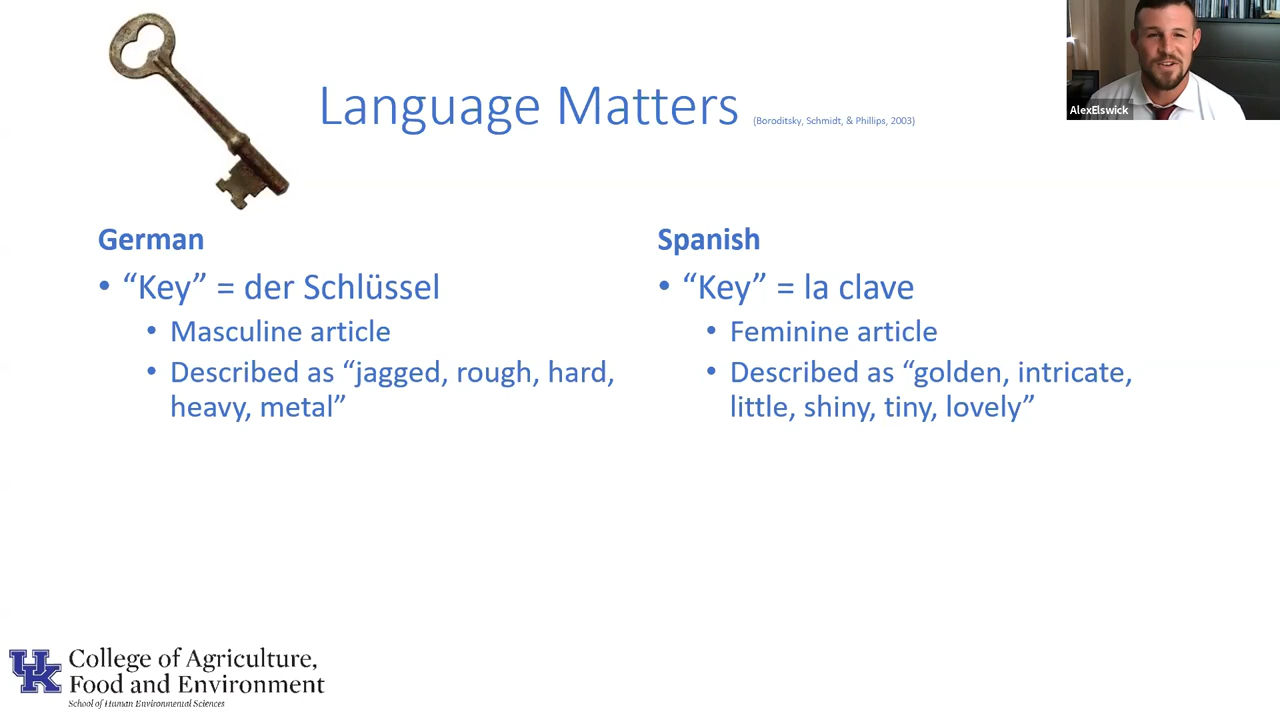 AlexElswick
Language Matters (Boroditsky, Schmidt, & Phillips, 2003)
German
• “Key” = der Schlüssel
• Masculine article
• Described as “jagged, rough, hard,
heavy, metal”
Spanish
• “Key” = la clave
• Feminine article
• Described as “golden, intricate,
little, shiny, tiny, lovely”
UK
College of Agriculture,
Food and Environment
School of Human Environmental Sciences